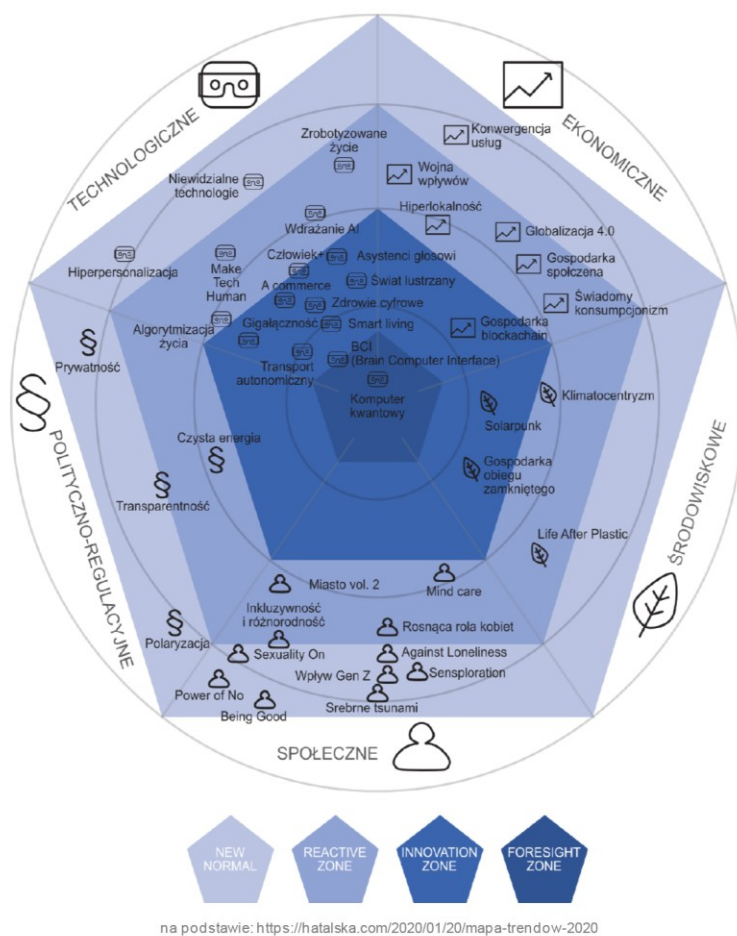 TECHNOLOGICZNE
EKONOMICZNE
Zrobotyzowane
życie
Konwergencja
usług
Niewidzialne
technologie
Wojna
wpływów
Hiperlokalność
Wdrażanie AI
Globalizacja 4.0
Hiperpersonalizacja
Make
Tech
Human
Człowiek+
Asystenci głosowi
Gospodarka
społczena
A commerce
Świat lustrzany
Świadomy
konsumpcjonizm
Zdrowie cyfrowe
Algorytmizacja
życia
Gigałączność
Smart living
Gospodarka
blockachain
Prywatność
BCI
(Brain Computer Interface)
Transport
autonomiczny
Komputer
kwantowy
Klimatocentryzm
Solarpunk
POLITYCZNO-REGULACYJNE
ŚRODOWISKOWE
Czysta energia
Gospodarka
obiegu
zamkniętego
Transparentność
Life After Plastic
Miasto vol. 2
Mind care
Inkluzywność
i różnorodność
Rosnąca rola kobiet
Polaryzacja
Sexuality On
Against Loneliness
Wpływ Gen Z
Sensploration
Power of No
Srebrne tsunami
Being Good
SPOŁECZNE
NEW
NORMAL
REACTIVE
ZONE
INNOVATION
ZONE
FORESIGHT
ZONE
na podstawie: https://hatalska.com/2020/01/20/mapa-trendow-2020